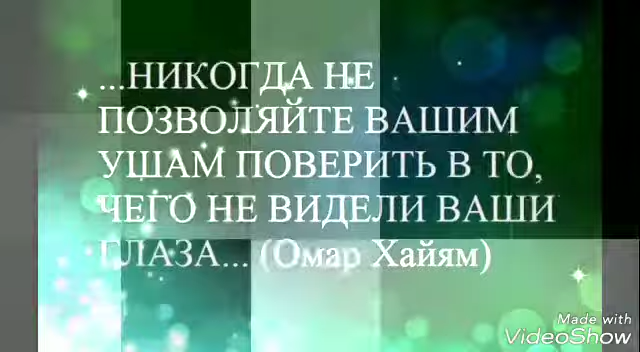 ...НИКОГДА НЕ
ПОЗВОЛЯЙТЕ ВАШИМ
УШАМ ПОВЕРИТЬ В ТО,
ЧЕГО НЕ ВИДЕЛИ ВАШИ
ГЛАЗА... (Омар Хайям)
Made with
VideoShow